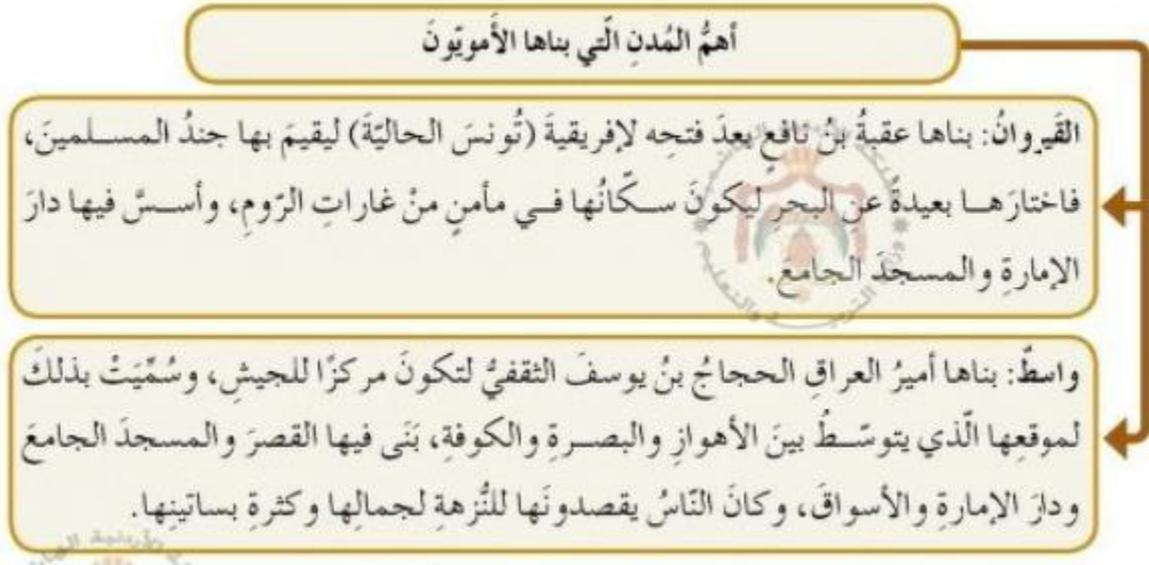 أهمُّ المُدنِ الّتي بناها الأَمويّونَ
القَيروانُ: بناها عقبةُ بنُ نافعٍ بعدَ فتحِه لإفريقيةَ (تُونسَ الحاليّةَ) ليقيمَ بها جندُ المسلمينَ،
فاختارَها بعيدةً عنِ البحرِ ليكونَ سكّانُها في مأمنٍ منْ غاراتِ الرّومِ، وأسسَّ فيها دارَ
الإمارةِ والمسجدَ الجامعَ.
واسطٌ: بناها أميرُ العراقِ الحجاجُ بنُ يوسفَ الثقفيُّ لتكونَ مركزًا للجيشِ، وسُمِّيَتْ بذلكَ
لموقعِها الّذي يتوسّطُ بينَ الأهوازِ والبصرةِ والكوفةِ، بَنَى فيها القصرَ والمسجدَ الجامعَ
ودارَ الإمارةِ والأسواقَ، وكانَ النّاسُ يقصدونَها للنُّزهةِ لجمالِها وكثرةِ بساتينِها.